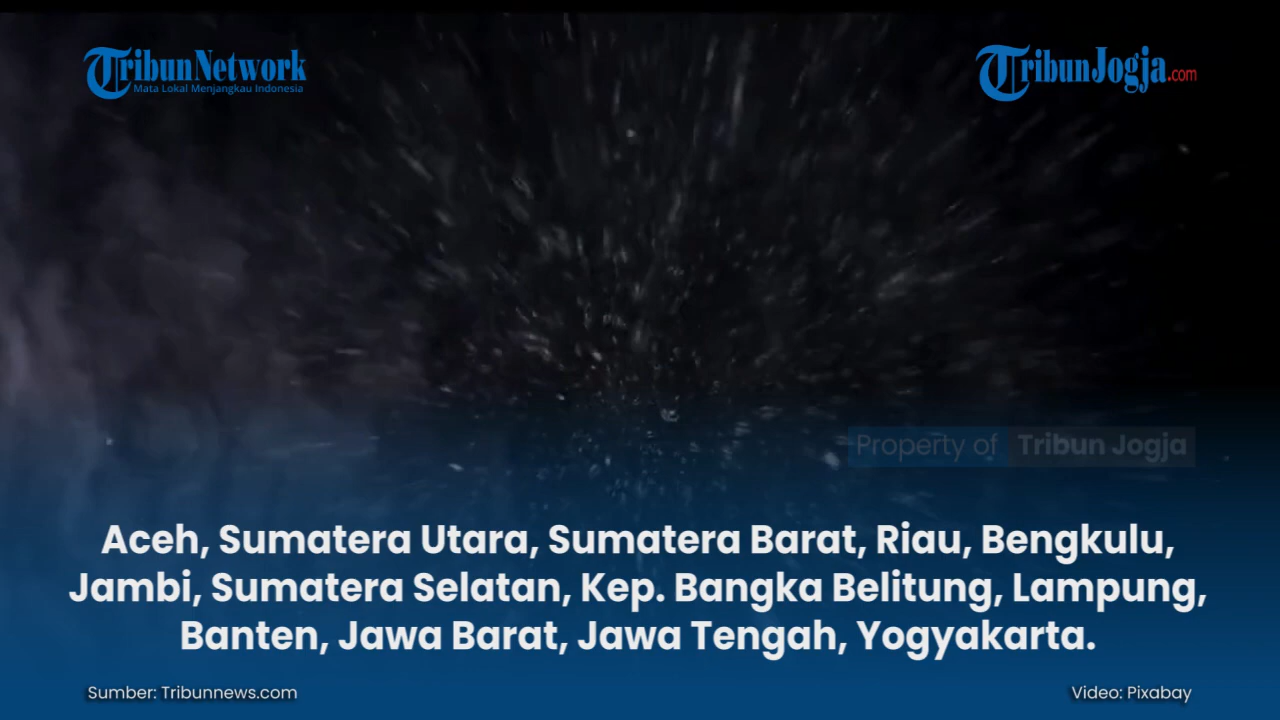 TribunNetwork
Mata Lokal Menjangkau Indonesia
TribunJogja.com
Property of Tribun Jogja
Aceh, Sumatera Utara, Sumatera Barat, Riau, Bengkulu,
Jambi, Sumatera Selatan, Kep. Bangka Belitung, Lampung,
Banten, Jawa Barat, Jawa Tengah, Yogyakarta.
Sumber: Tribunnews.com
Video: Pixabay